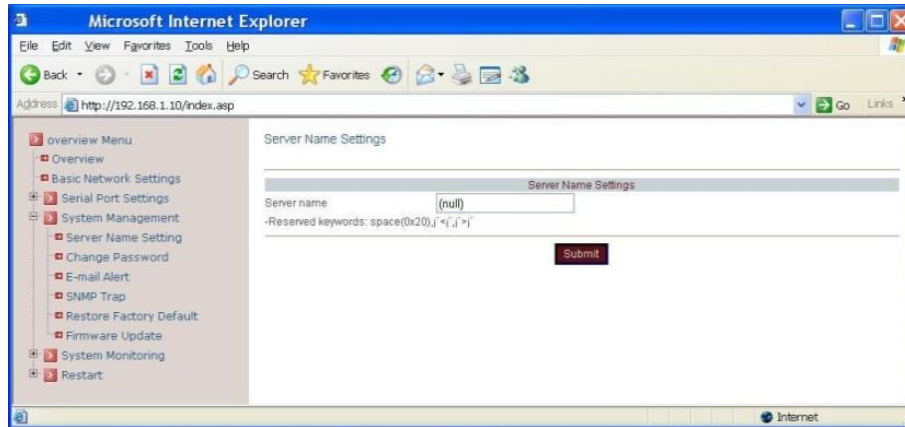 Microsoft Internet Explorer
File Edit View Favorites Tools Help
Back Search Favorites
Address http://192.168.1.10/index.asp Go Links
overview Menu
Overview
Basic Network Settings
Serial Port Settings
System Management
Server Name Setting
Change Password
E-mail Alert
SNMP Trap
Restore Factory Default
Firmware Update
System Monitoring
Restart
Server Name Settings
Server Name Settings
Server name (null)
-Reserved keywords: space(0x20),¡¨<¡¨,¡¨>¡¨
Submit
Internet